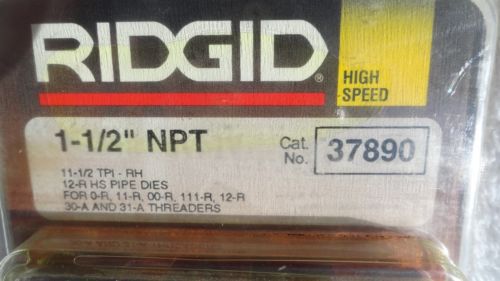 RIDGID®
HIGH
SPEED
1-1/2" NPT
Cat.
No.
37890
11-1/2 TPI - RH
12-R HS PIPE DIES
FOR 0-R, 11-R, 00-R, 111-R, 12-R
30-A AND 31-A THREADERS